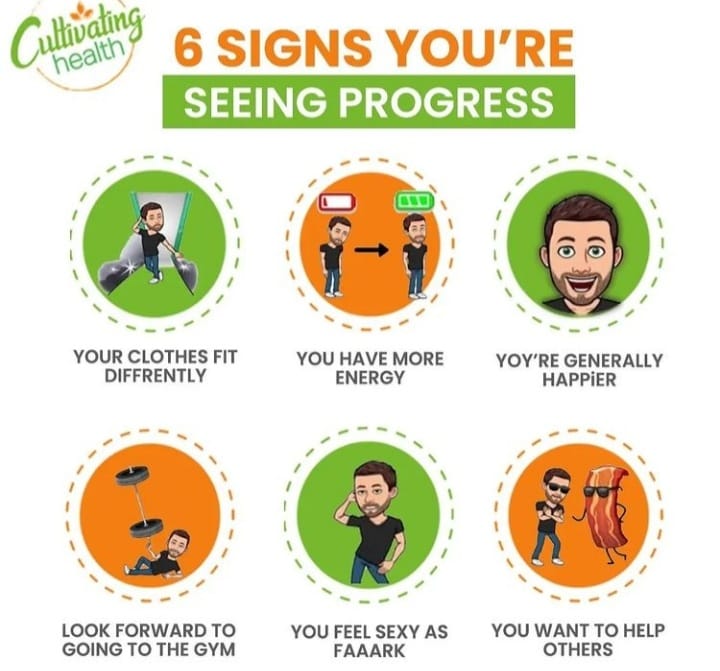 Cultivating
health
6 SIGNS YOU'RE
SEEING PROGRESS
YOUR CLOTHES FIT
DIFFRENTLY
YOU HAVE MORE
ENERGY
YOY'RE GENERALLY
HAPPiER
LOOK FORWARD TO
GOING TO THE GYM
YOU FEEL SEXY AS
FAAARK
YOU WANT TO HELP
OTHERS